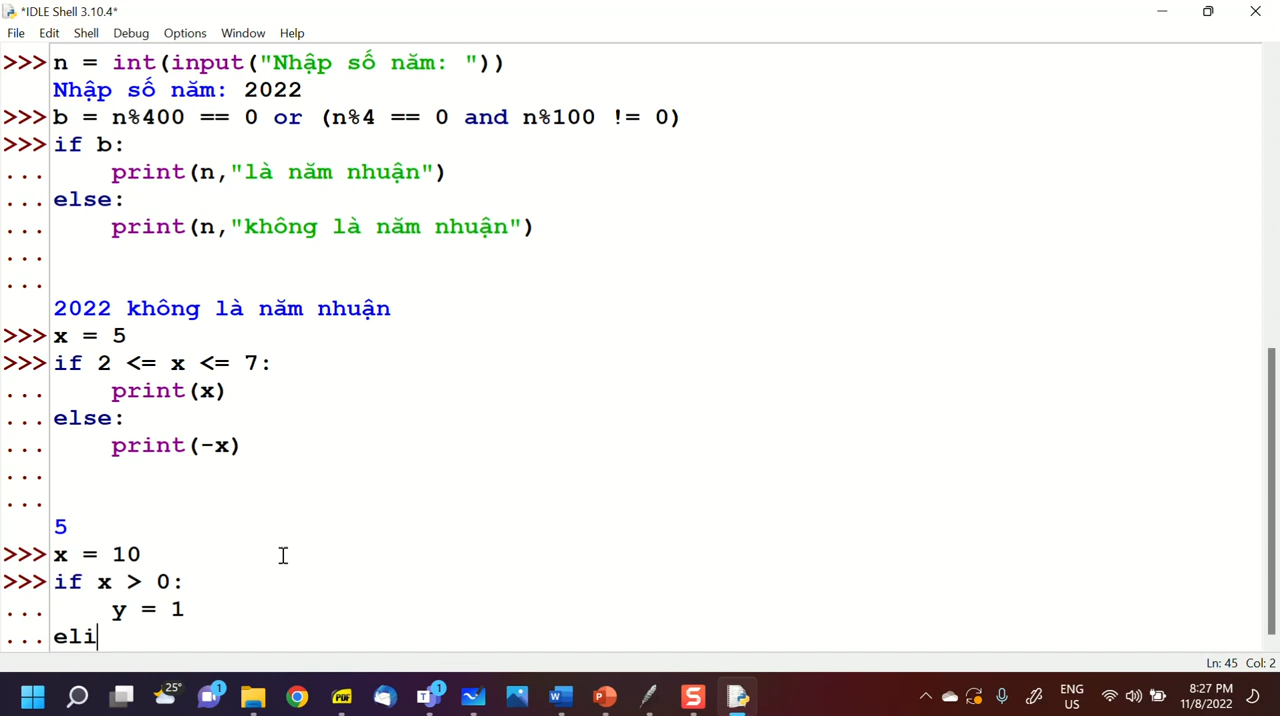 *IDLE Shell 3.10.4*
File Edit Shell Debug Options Window Help
>>> n = int(input("Nhập số năm: "))
Nhập số năm: 2022
>>> b = n%400 == 0 or (n%4 == 0 and n%100 != 0)
>>> if b:
...     print(n,"là năm nhuận")
... else:
...     print(n,"không là năm nhuận")
...
...
2022 không là năm nhuận
>>> x = 5
>>> if 2 <= x <= 7:
...     print(x)
... else:
...     print(-x)
...
...
5
>>> x = 10
>>> if x > 0:
...     y = 1
... eli
Ln: 45 Col: 2
25° 1 PDF 1 W P S ENG 8:27 PM
US 11/8/2022